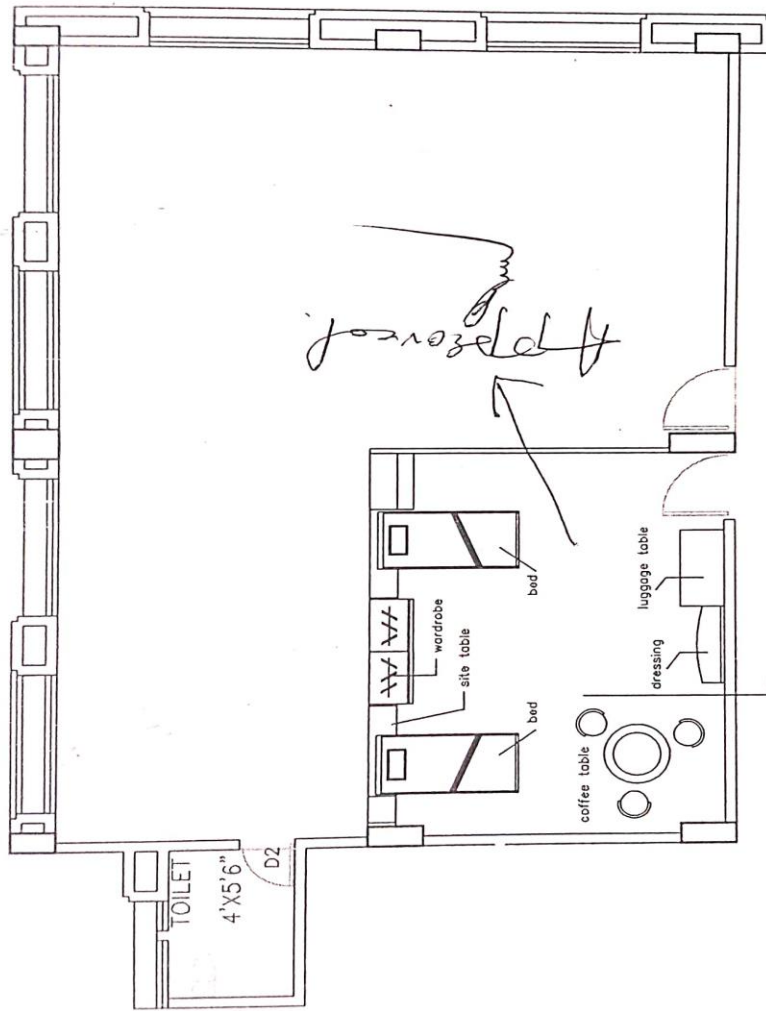 TOILET
4'X5'6"
D2
Approved.
wardrobe
site table
bed
bed
luggage table
dressing
coffee table